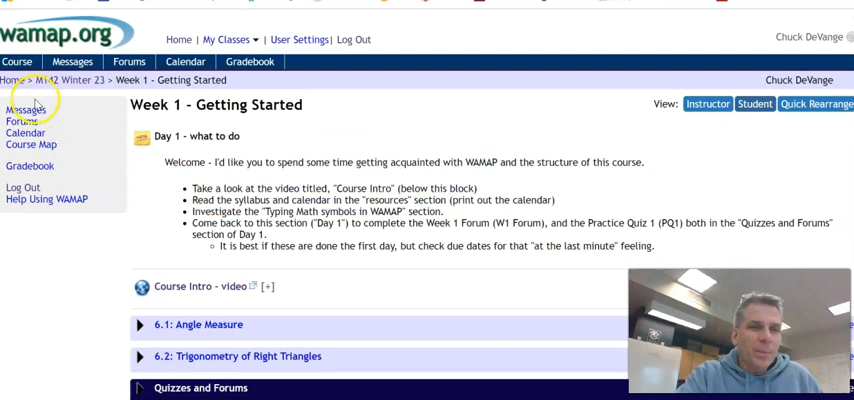 wamap.org
Home | My Classes | User Settings | Log Out
Chuck DeVange
Course Messages Forums Calendar Gradebook
Home > M142 Winter 23 > Week 1 - Getting Started
Chuck DeVange
Messages
Forums
Calendar
Course Map
Gradebook
Log Out
Help Using WAMAP
Week 1 - Getting Started
View: Instructor Student Quick Rearrange
Day 1 - what to do
Welcome - I'd like you to spend some time getting acquainted with WAMAP and the structure of this course.
• Take a look at the video titled, "Course Intro" (below this block)
• Read the syllabus and calendar in the "resources" section (print out the calendar)
• Investigate the "Typing Math symbols in WAMAP" section.
• Come back to this section ("Day 1") to complete the Week 1 Forum (W1 Forum), and the Practice Quiz 1 (PQ1) both in the "Quizzes and Forums"
section of Day 1.
○ It is best if these are done the first day, but check due dates for that "at the last minute" feeling.
Course Intro - video [+]
6.1: Angle Measure
6.2: Trigonometry of Right Triangles
Quizzes and Forums